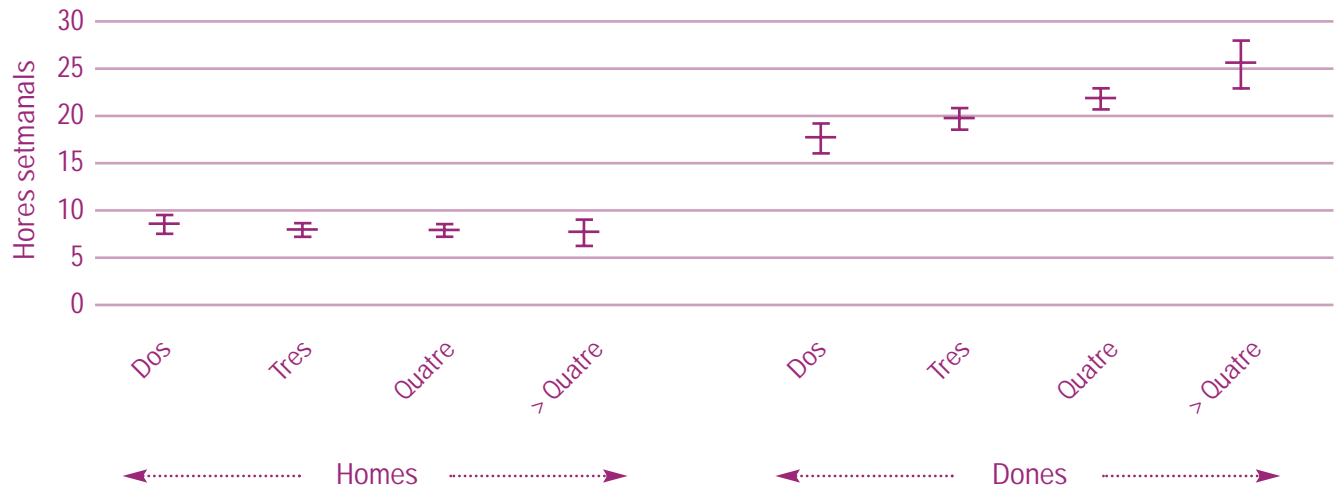 Hores setmanals
30
25
20
15
10
5
0
Dos
Tres
Quatre
> Quatre
Dos
Tres
Quatre
> Quatre
Homes
Dones